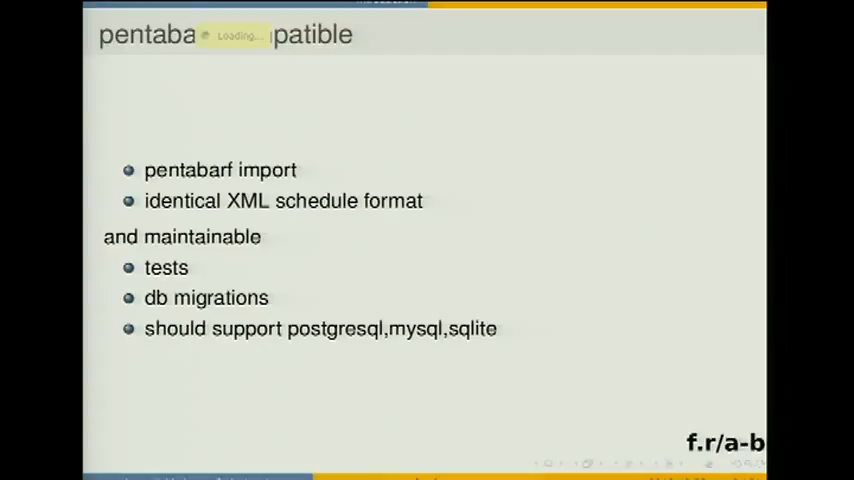 pentaba Loading... patible
pentabarf import
identical XML schedule format
and maintainable
tests
db migrations
should support postgresql,mysql,sqlite
f.r/a-b